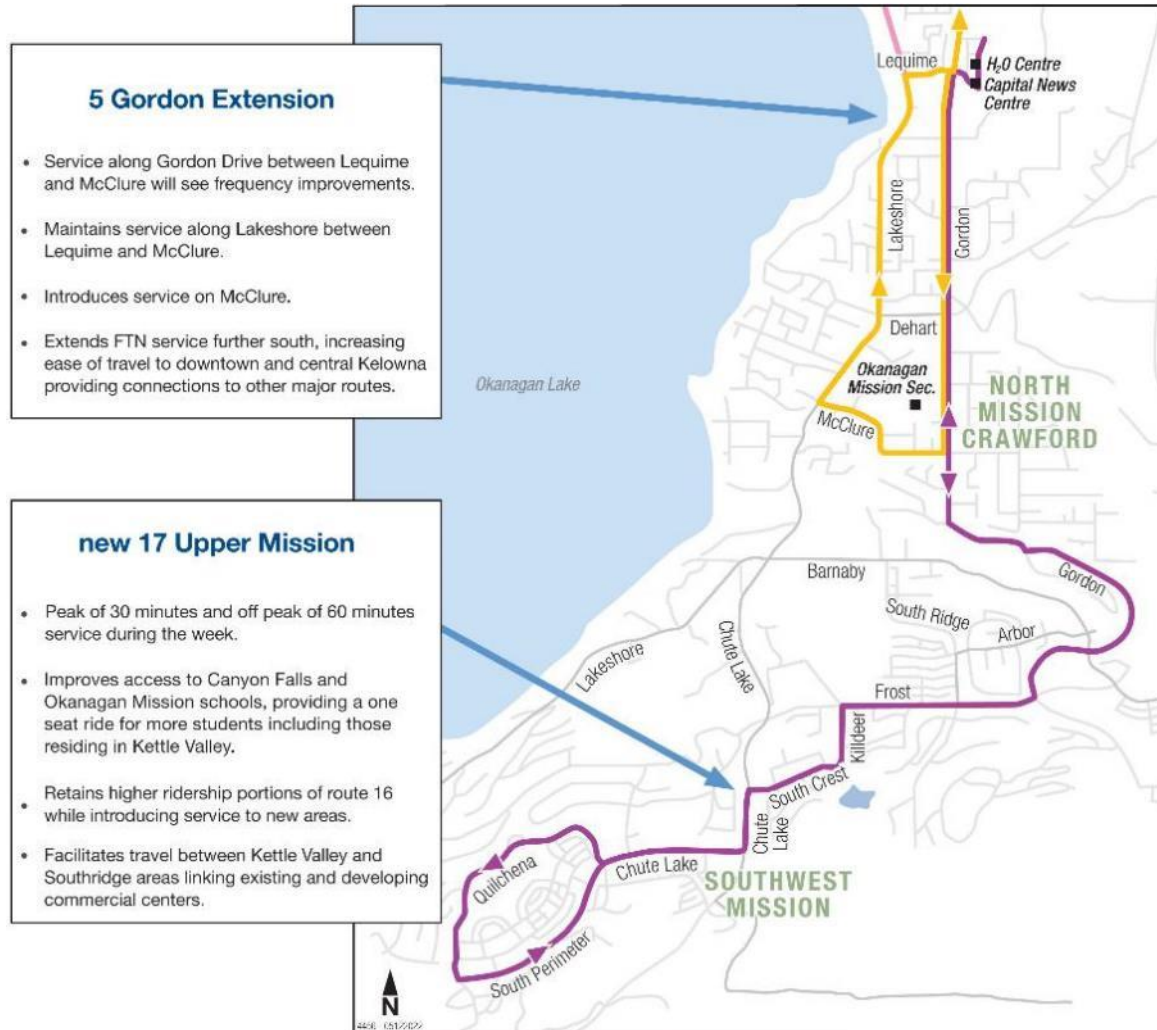 5 Gordon Extension
• Service along Gordon Drive between Lequime
and McClure will see frequency improvements.
• Maintains service along Lakeshore between
Lequime and McClure.
• Introduces service on McClure.
• Extends FTN service further south, increasing
ease of travel to downtown and central Kelowna
providing connections to other major routes.
new 17 Upper Mission
• Peak of 30 minutes and off peak of 60 minutes
service during the week.
• Improves access to Canyon Falls and
Okanagan Mission schools, providing a one
seat ride for more students including those
residing in Kettle Valley.
• Retains higher ridership portions of route 16
while introducing service to new areas.
• Facilitates travel between Kettle Valley and
Southridge areas linking existing and developing
commercial centers.
Lequime
H₂O Centre
Capital News
Centre
Lakeshore
Gordon
Dehart
Okanagan Lake
Okanagan
Mission Sec.
NORTH
MISSION
CRAWFORD
McClure
Barnaby
Gordon
South Ridge
Arbor
Lakeshore
Chute Lake
Frost
Killdeer
South Crest
Chute
Lake
Chute Lake
Quilchena
SOUTHWEST
MISSION
South Perimeter
N